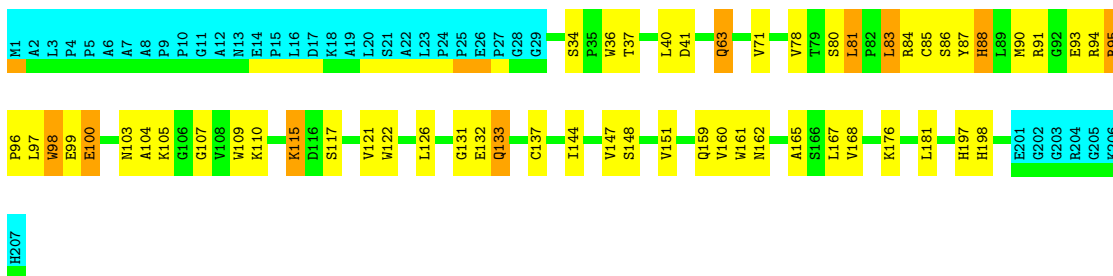 M1 A2 L3 P4 P5 A6 A7 A8 P9 P10 G11 A12 N13 E14 P15 L16 D17 K18 A19 L20 S21 A22 L23 P24 P25 E26 P27 G28 G29 S34 P35 W36 T37 L40 D41 Q63 V71 V78 T79 S80 L81 P82 L83 R84 C85 S86 Y87 H88 L89 M90 R91 G92 E93 R94 R95
P96 L97 W98 E99 E100 N103 A104 K105 G106 G107 V108 W109 K110 K115 D116 S117 V121 W122 L126 G131 E132 Q133 C137 I144 V147 S148 V151 Q159 V160 W161 N162 A165 S166 L167 V168 K176 L181 H197 H198 E201 G202 G203 R204 G205 K206
H207